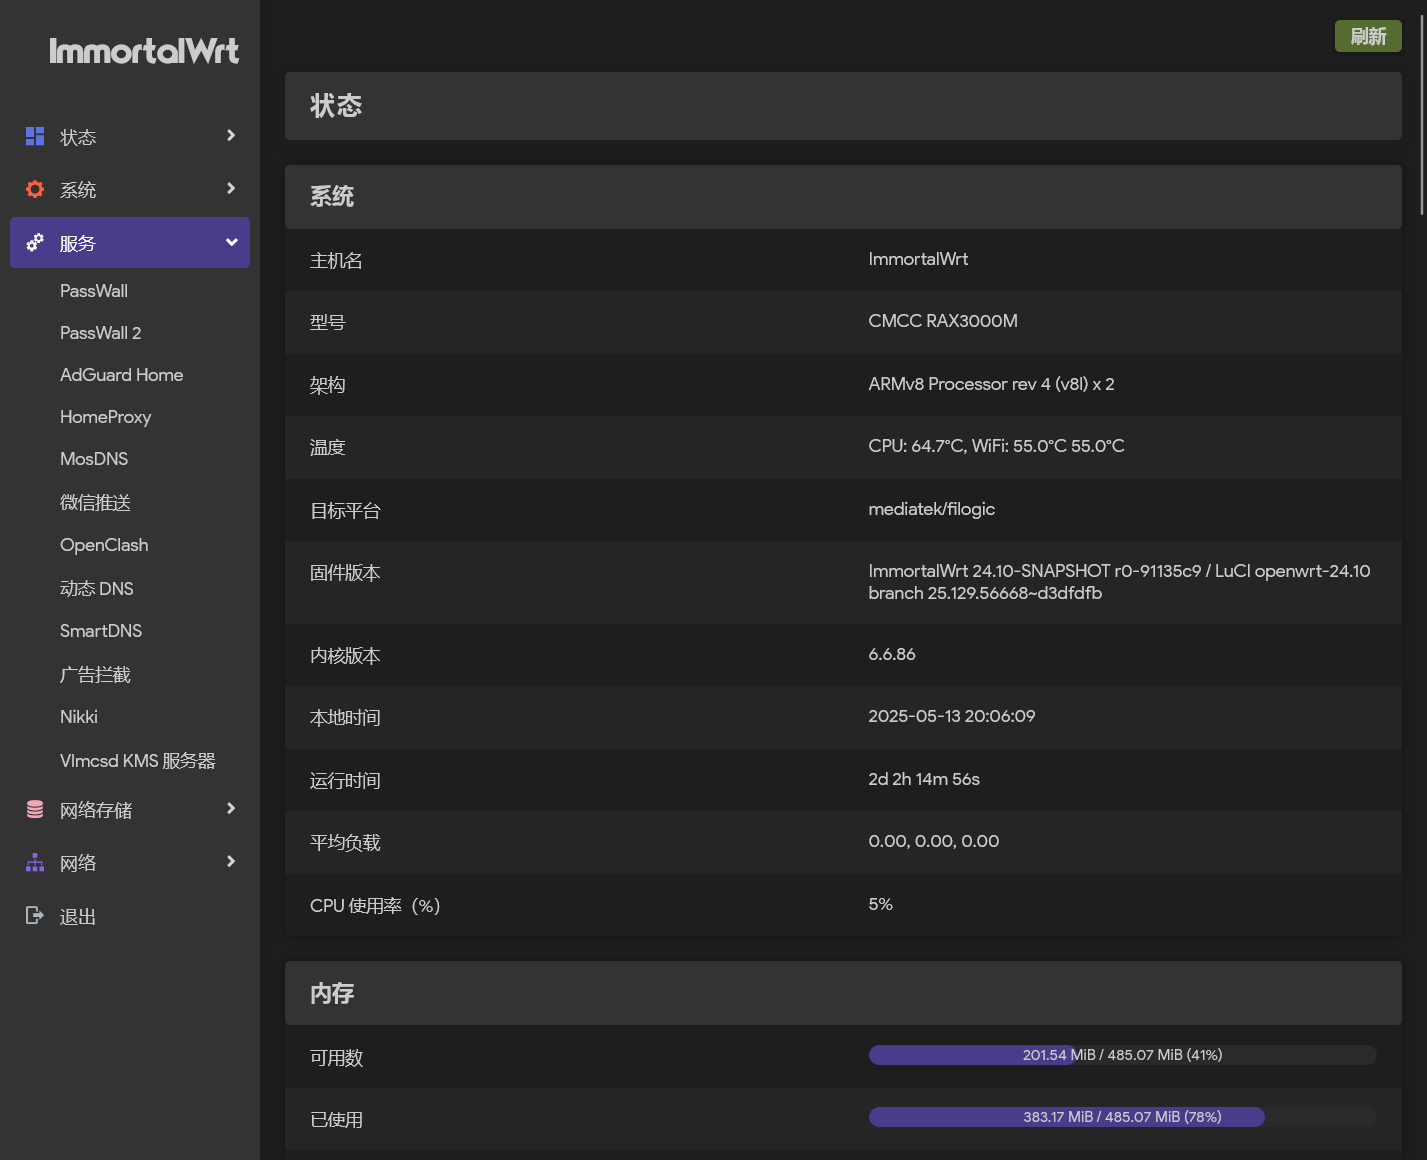 ImmortalWrt
状态
系统
服务
PassWall
PassWall 2
AdGuard Home
HomeProxy
MosDNS
微信推送
OpenClash
动态 DNS
SmartDNS
广告拦截
Nikki
Vlmcsd KMS 服务器
网络存储
网络
退出
刷新
状态
系统
主机名 ImmortalWrt
型号 CMCC RAX3000M
架构 ARMv8 Processor rev 4 (v8l) x 2
温度 CPU: 64.7°C, WiFi: 55.0°C 55.0°C
目标平台 mediatek/filogic
固件版本 ImmortalWrt 24.10-SNAPSHOT r0-91135c9 / LuCI openwrt-24.10
branch 25.129.56668~d3dfdfb
内核版本 6.6.86
本地时间 2025-05-13 20:06:09
运行时间 2d 2h 14m 56s
平均负载 0.00, 0.00, 0.00
CPU 使用率（%） 5%
内存
可用数 201.54 MiB / 485.07 MiB (41%)
已使用 383.17 MiB / 485.07 MiB (78%)